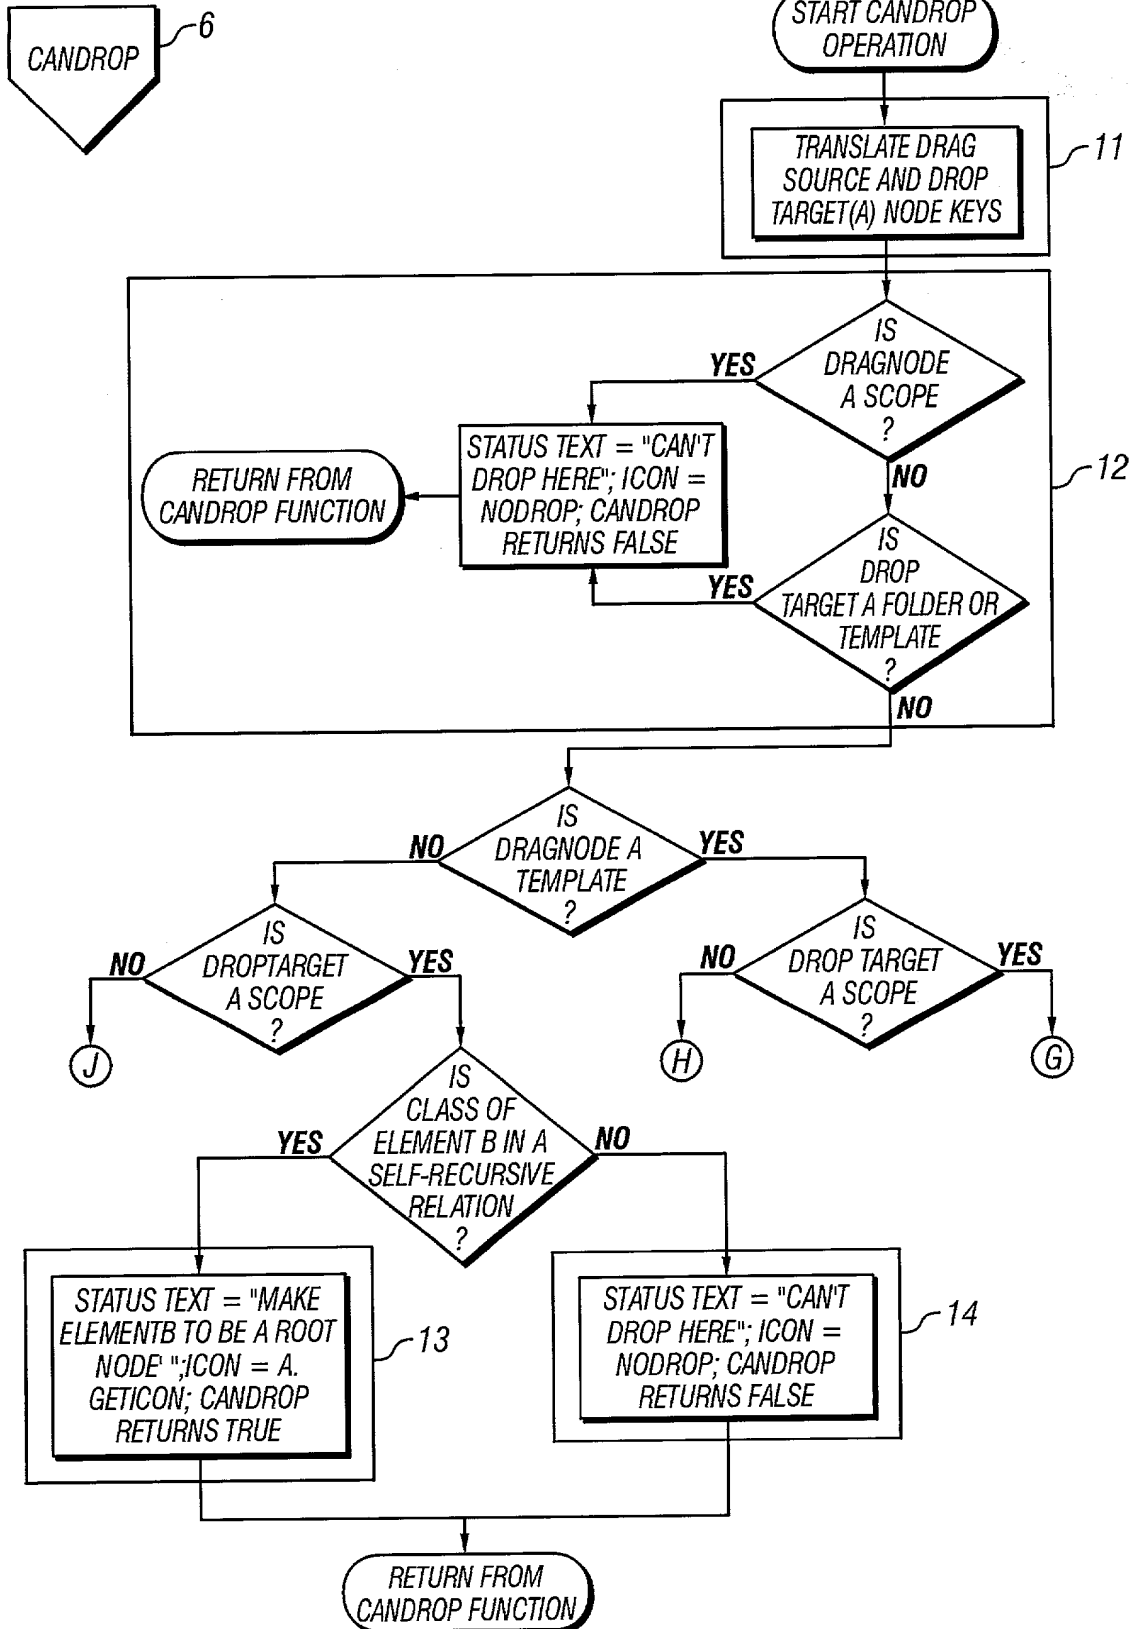 CANDROP
6
START CANDROP
OPERATION
TRANSLATE DRAG
SOURCE AND DROP
TARGET(A) NODE KEYS
11
IS
DRAGNODE
A SCOPE
?
YES
NO
STATUS TEXT = "CAN'T
DROP HERE"; ICON =
NODROP; CANDROP
RETURNS FALSE
RETURN FROM
CANDROP FUNCTION
12
IS
DROP
TARGET A FOLDER OR
TEMPLATE
?
YES
NO
IS
DRAGNODE A
TEMPLATE
?
NO
YES
IS
DROPTARGET
A SCOPE
?
NO
YES
IS
DROP TARGET
A SCOPE
?
NO
YES
J
H
G
IS
CLASS OF
ELEMENT B IN A
SELF-RECURSIVE
RELATION
?
YES
NO
STATUS TEXT = "MAKE
ELEMENTB TO BE A ROOT
NODE' ";ICON = A.
GETICON; CANDROP
RETURNS TRUE
13
STATUS TEXT = "CAN'T
DROP HERE"; ICON =
NODROP; CANDROP
RETURNS FALSE
14
RETURN FROM
CANDROP FUNCTION